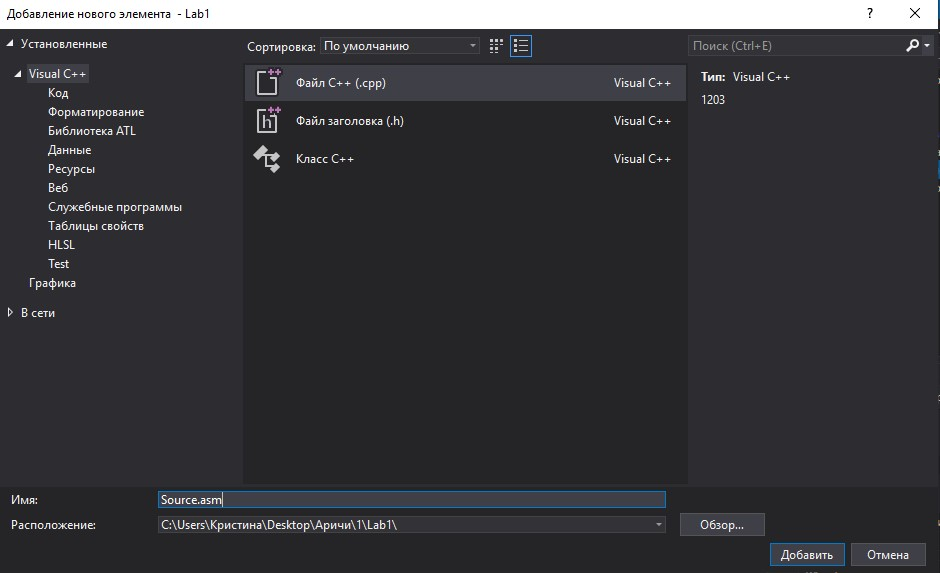 Добавление нового элемента - Lab1
?
Установленные
Visual C++
Код
Форматирование
Библиотека ATL
Данные
Ресурсы
Веб
Служебные программы
Таблицы свойств
HLSL
Test
Графика
В сети
Сортировка: По умолчанию
Файл C++ (.cpp) Visual C++
Файл заголовка (.h) Visual C++
Класс C++ Visual C++
Поиск (Ctrl+E)
Тип: Visual C++
1203
Имя: Source.asm
Расположение: C:\Users\Кристина\Desktop\Аричи\1\Lab1\
Обзор...
Добавить Отмена